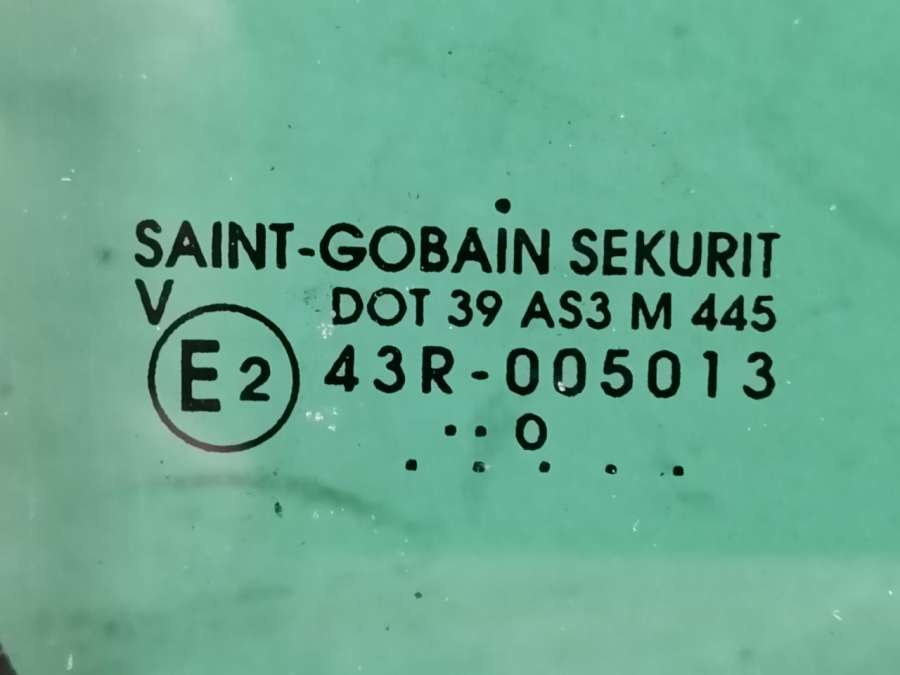 SAINT-GOBAIN SEKURIT
V DOT 39 AS3 M 445
E2 43R-005013
.. 0
.....